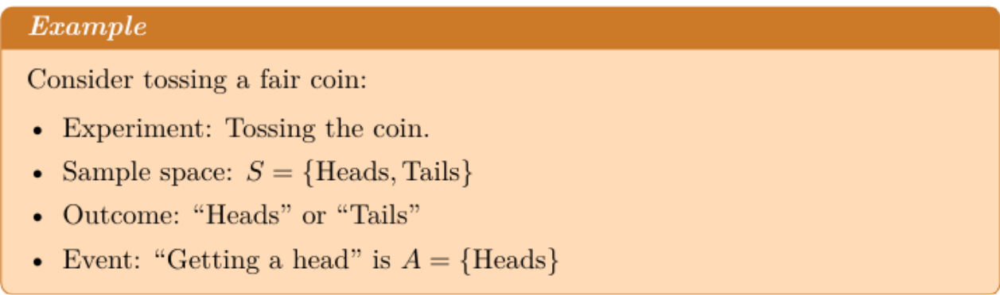 Example
Consider tossing a fair coin:
• Experiment: Tossing the coin.
• Sample space: S = {Heads, Tails}
• Outcome: “Heads” or “Tails”
• Event: “Getting a head” is A = {Heads}